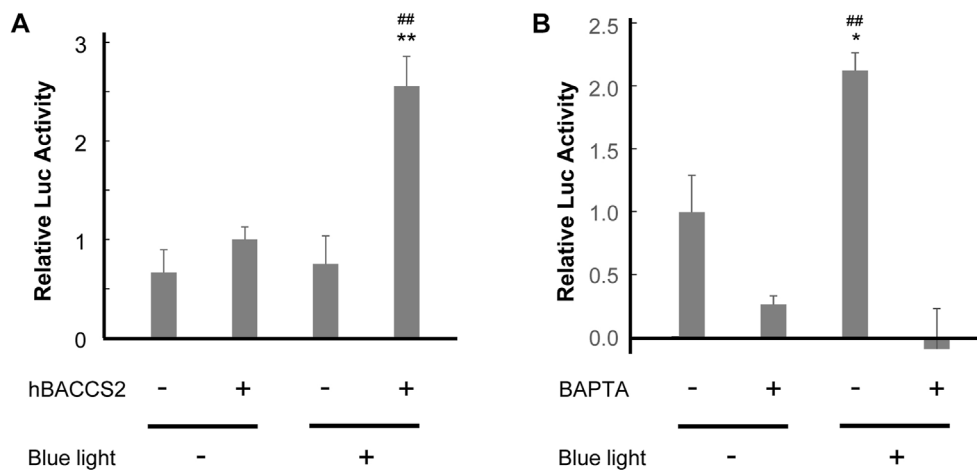 A
Relative Luc Activity
3
2
1
0
##
**
hBACCS2 - + - +
Blue light - +
B
Relative Luc Activity
2.5
2.0
1.5
1.0
0.5
0.0
##
*
BAPTA - + - +
Blue light - +